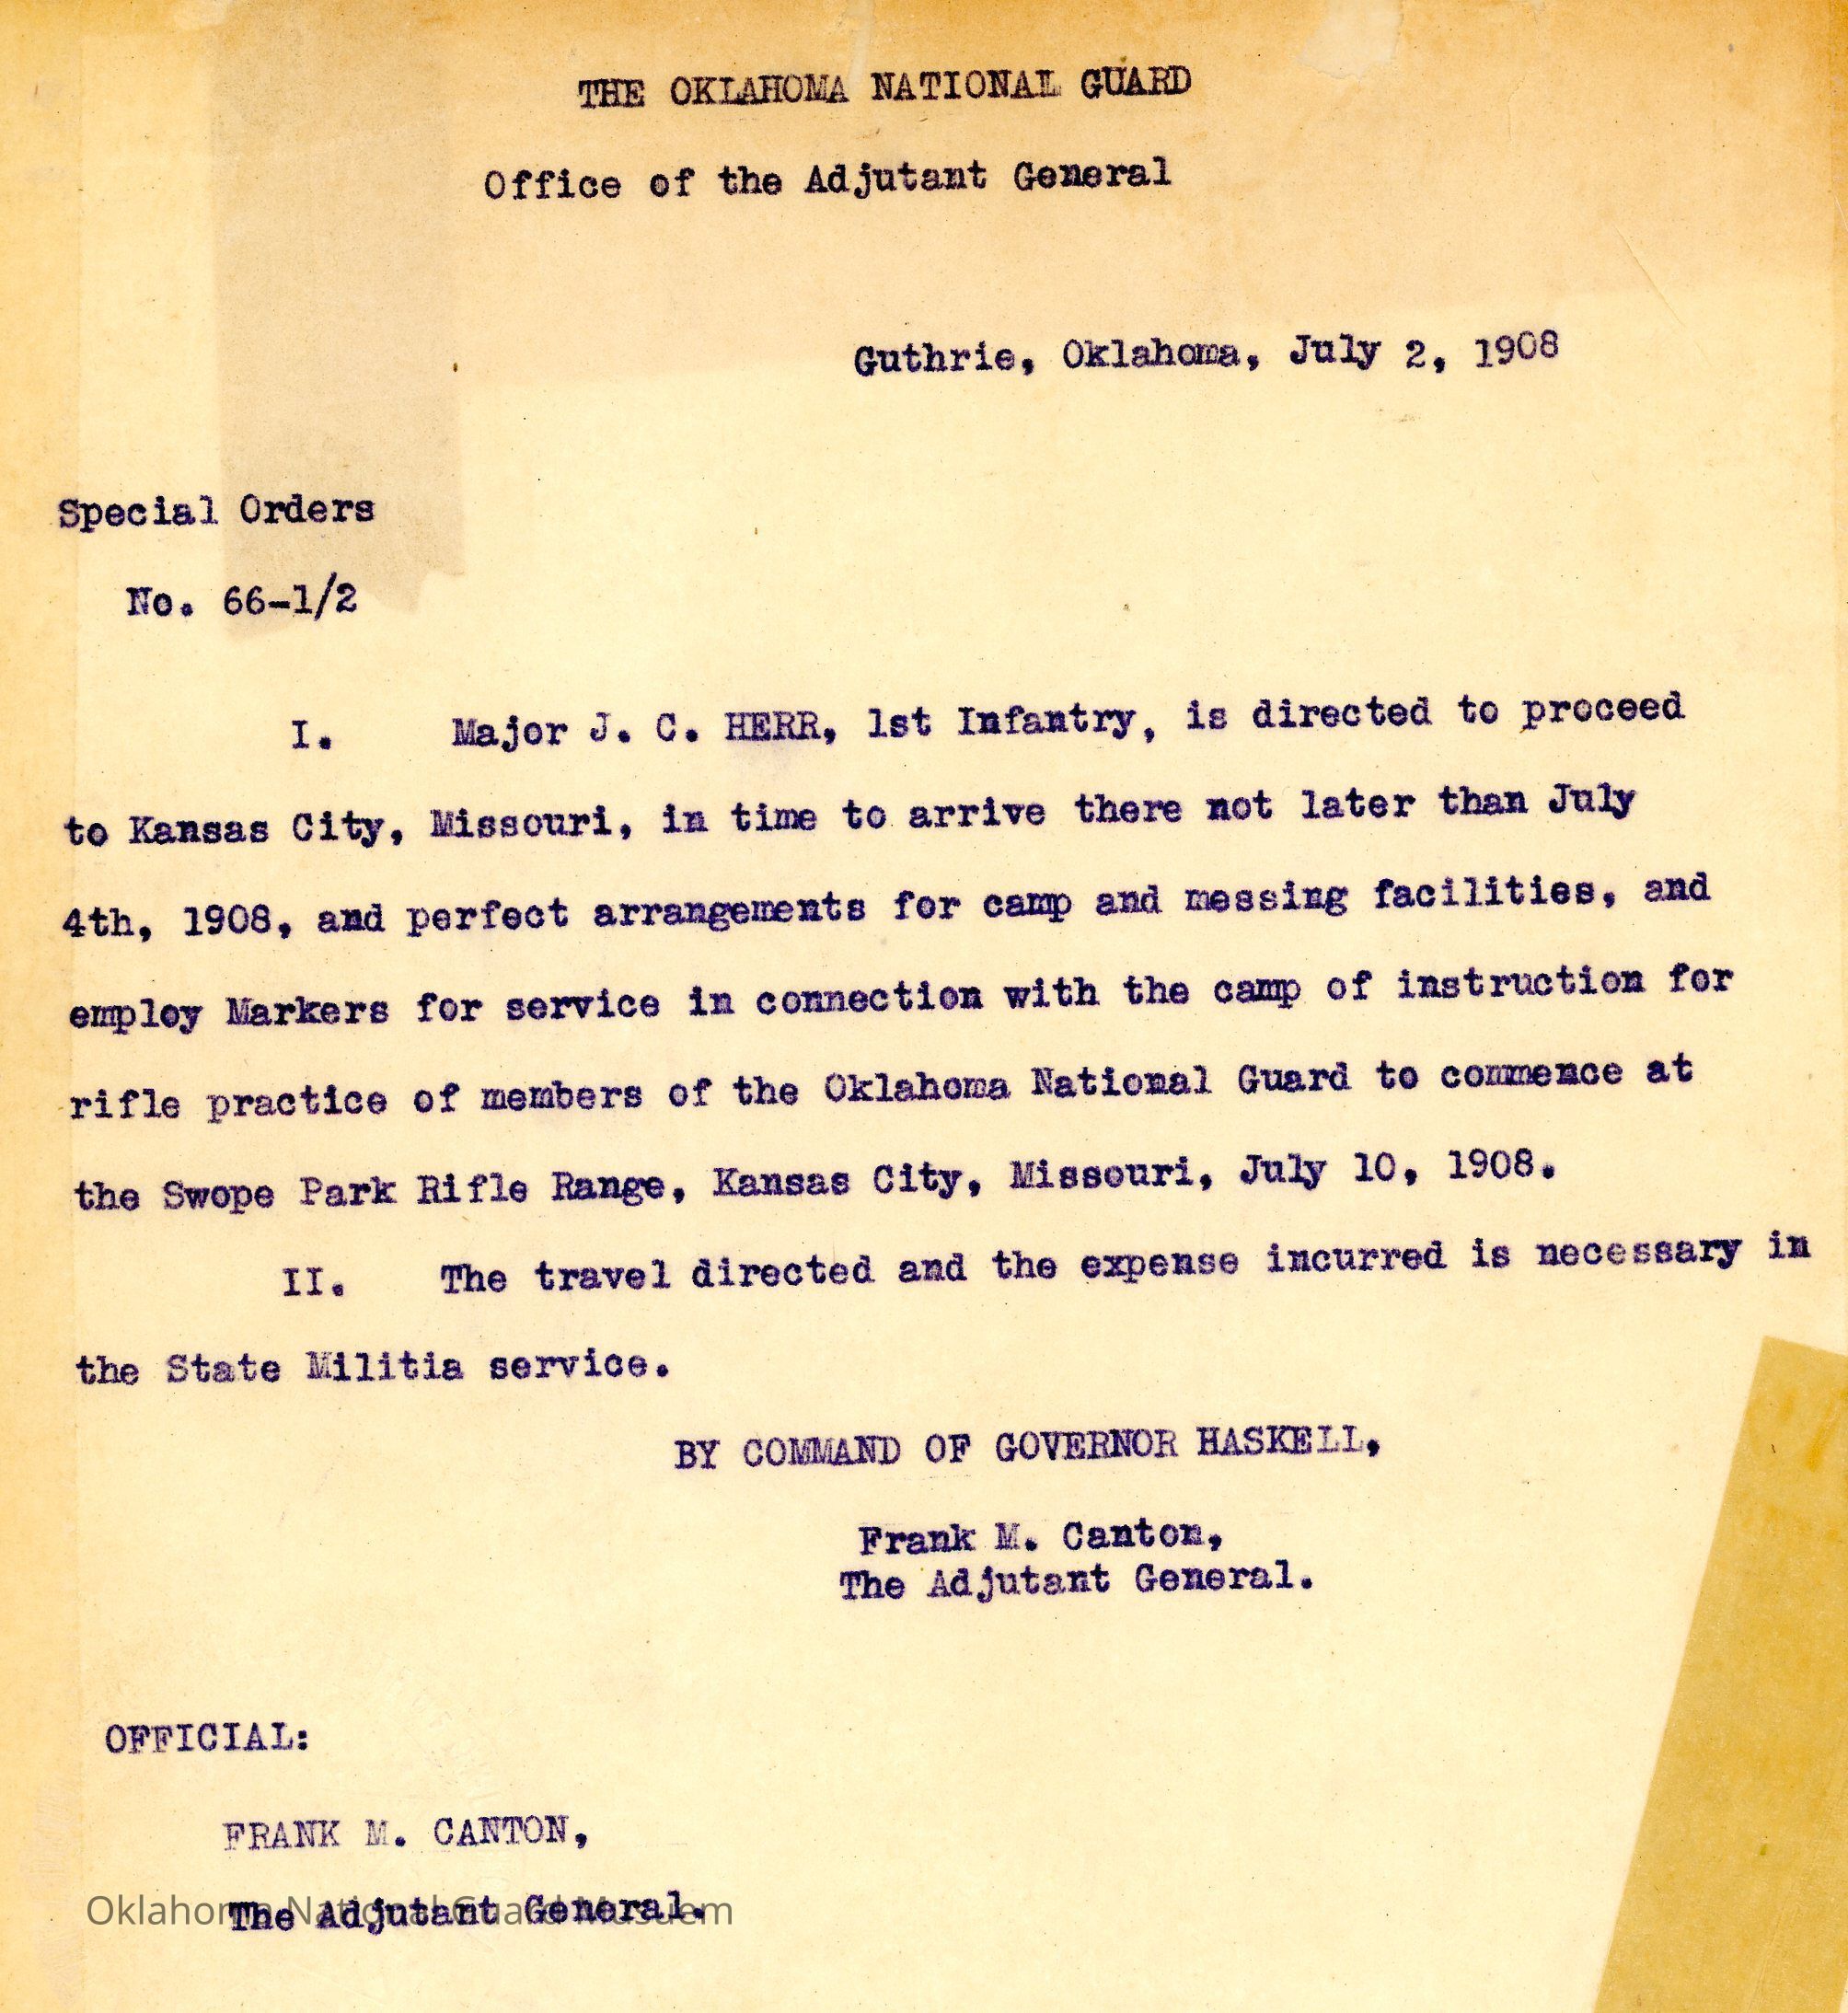 THE OKLAHOMA NATIONAL GUARD
Office of the Adjutant General
Guthrie, Oklahoma, July 2, 1908
Special Orders
No. 66-1/2
I. Major J. C. HERR, 1st Infantry, is directed to proceed
to Kansas City, Missouri, in time to arrive there not later than July
4th, 1908, and perfect arrangements for camp and messing facilities, and
employ Markers for service in connection with the camp of instruction for
rifle practice of members of the Oklahoma National Guard to commence at
the Swope Park Rifle Range, Kansas City, Missouri, July 10, 1908.
II. The travel directed and the expense incurred is necessary in
the State Militia service.
BY COMMAND OF GOVERNOR HASKELL,
Frank M. Canton,
The Adjutant General.
OFFICIAL:
FRANK M. CANTON,
The Adjutant General.
Oklahoma National Guard Musuem